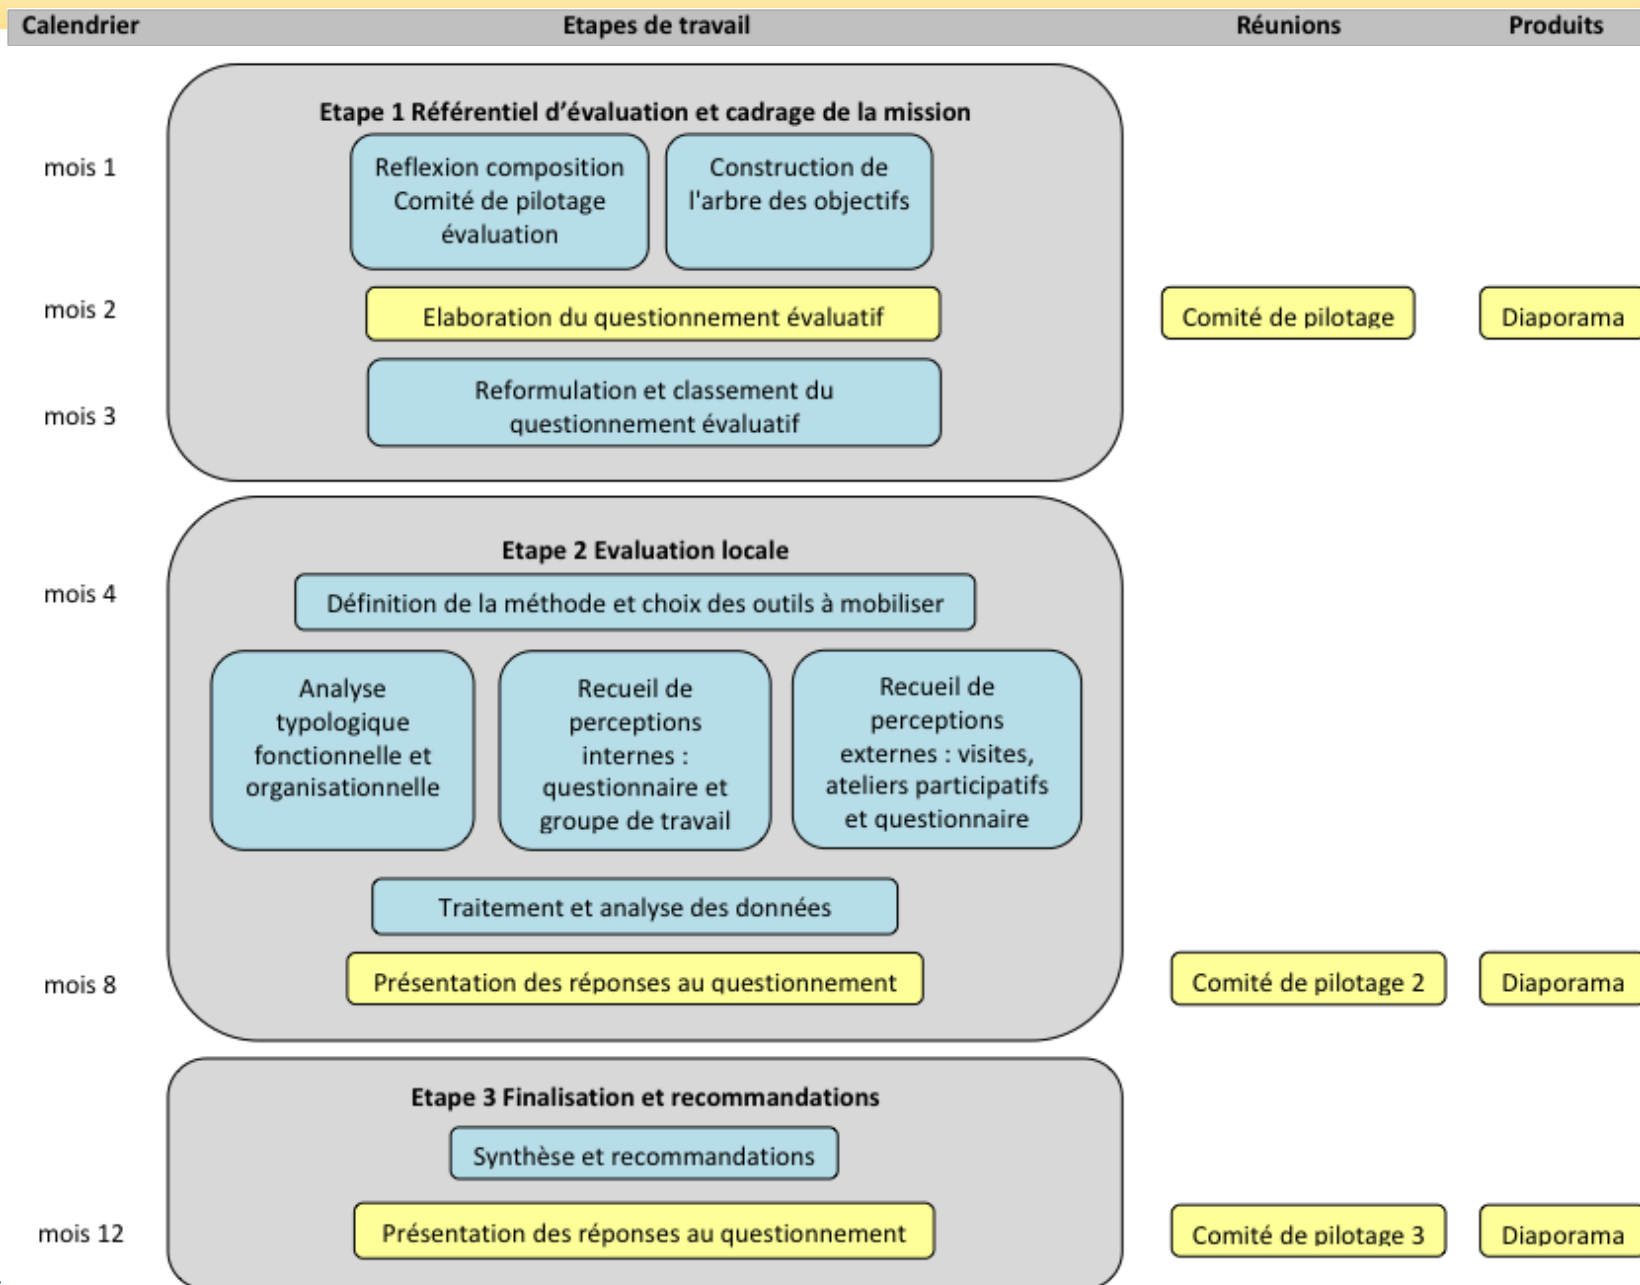 Calendrier Etapes de travail Réunions Produits
Etape 1 Référentiel d'évaluation et cadrage de la mission
mois 1
Reflexion composition
Comité de pilotage
évaluation
Construction de
l'arbre des objectifs
mois 2
Elaboration du questionnement évaluatif
Comité de pilotage
Diaporama
mois 3
Reformulation et classement du
questionnement évaluatif
Etape 2 Evaluation locale
mois 4
Définition de la méthode et choix des outils à mobiliser
Analyse
typologique
fonctionnelle et
organisationnelle
Recueil de
perceptions
internes :
questionnaire et
groupe de travail
Recueil de
perceptions
externes : visites,
ateliers participatifs
et questionnaire
Traitement et analyse des données
mois 8
Présentation des réponses au questionnement
Comité de pilotage 2
Diaporama
Etape 3 Finalisation et recommandations
Synthèse et recommandations
mois 12
Présentation des réponses au questionnement
Comité de pilotage 3
Diaporama